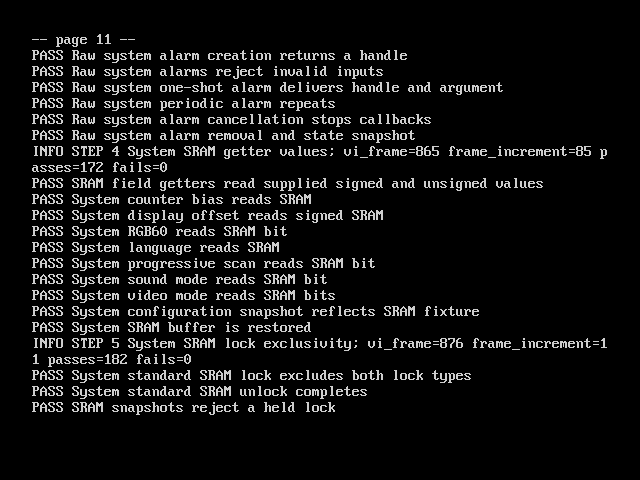 -- page 11 --
PASS Raw system alarm creation returns a handle
PASS Raw system alarms reject invalid inputs
PASS Raw system one-shot alarm delivers handle and argument
PASS Raw system periodic alarm repeats
PASS Raw system alarm cancellation stops callbacks
PASS Raw system alarm removal and state snapshot
INFO STEP 4 System SRAM getter values; vi_frame=865 frame_increment=85 p
asses=172 fails=0
PASS SRAM field getters read supplied signed and unsigned values
PASS System counter bias reads SRAM
PASS System display offset reads signed SRAM
PASS System RGB60 reads SRAM bit
PASS System language reads SRAM
PASS System progressive scan reads SRAM bit
PASS System sound mode reads SRAM bit
PASS System video mode reads SRAM bits
PASS System configuration snapshot reflects SRAM fixture
PASS System SRAM buffer is restored
INFO STEP 5 System SRAM lock exclusivity; vi_frame=876 frame_increment=1
1 passes=182 fails=0
PASS System standard SRAM lock excludes both lock types
PASS System standard SRAM unlock completes
PASS SRAM snapshots reject a held lock